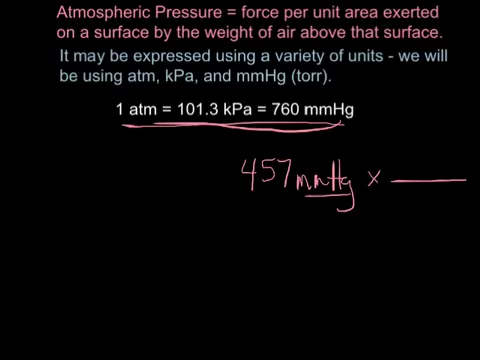 Atmospheric Pressure = force per unit area exerted
on a surface by the weight of air above that surface.
It may be expressed using a variety of units - we will
be using atm, kPa, and mmHg (torr).
1 atm = 101.3 kPa = 760 mmHg
457 mmHg x